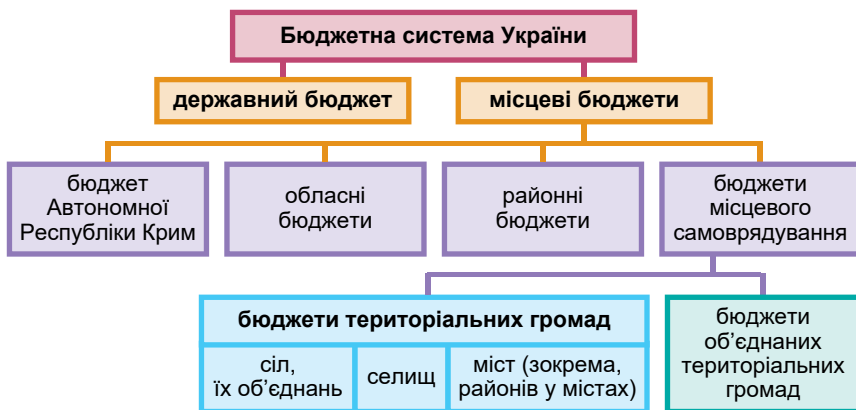 Бюджетна система України
державний бюджет
місцеві бюджети
бюджет
Автономної
Республіки Крим
обласні
бюджети
районні
бюджети
бюджети
місцевого
самоврядування
бюджети територіальних громад
сіл,
їх об’єднань
селищ
міст (зокрема,
районів у містах)
бюджети
об’єднаних
територіальних
громад